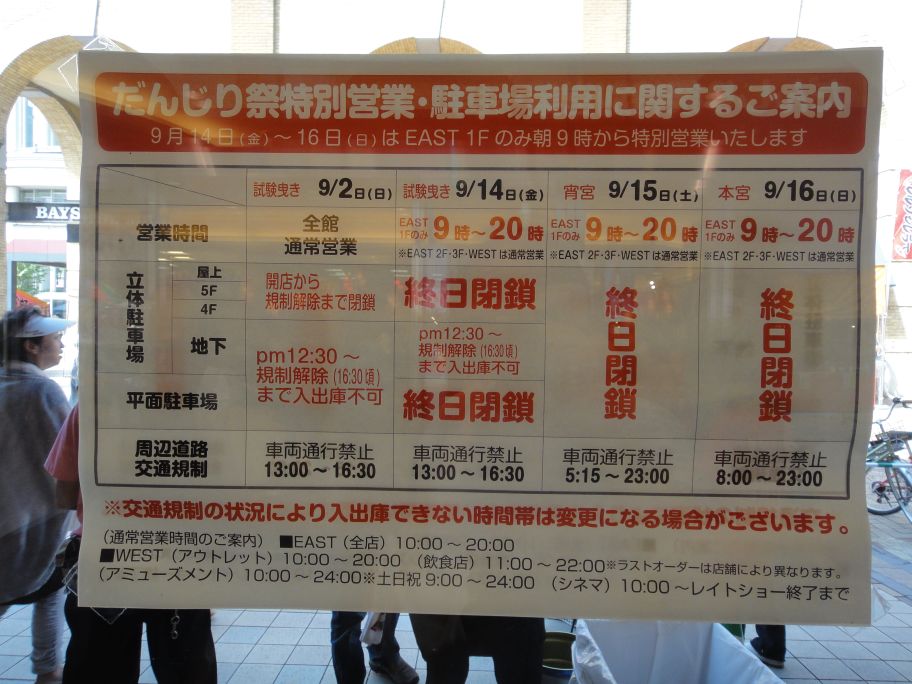 だんじり祭特別営業・駐車場利用に関するご案内
9月14日(金)～16日(日)はEAST 1Fのみ朝9時から特別営業いたします
試験曳き 9/2日(日) 試験曳き 9/14日(金) 宵宮 9/15日(土) 本宮 9/16日(日)
営業時間
全館
通常営業
EAST 1Fのみ 9時～20時
※EAST 2F・3F・WESTは通常営業
EAST 1Fのみ 9時～20時
※EAST 2F・3F・WESTは通常営業
EAST 1Fのみ 9時～20時
※EAST 2F・3F・WESTは通常営業
立体駐車場
屋上
5F
4F
開店から
規制解除まで閉鎖
終日閉鎖
終日閉鎖
終日閉鎖
地下
pm12:30～
規制解除(16:30頃)
まで入出庫不可
pm12:30～
規制解除(16:30頃)
まで入出庫不可
平面駐車場
終日閉鎖
周辺道路
交通規制
車両通行禁止
13:00～16:30
車両通行禁止
13:00～16:30
車両通行禁止
5:15～23:00
車両通行禁止
8:00～23:00
※交通規制の状況により入出庫できない時間帯は変更になる場合がございます。
(通常営業時間のご案内) ■EAST(全店)10:00～20:00
■WEST(アウトレット)10:00～20:00 (飲食店)11:00～22:00※ラストオーダーは店舗により異なります。
(アミューズメント)10:00～24:00※土日祝9:00～24:00 (シネマ)10:00～レイトショー終了まで
BAYS